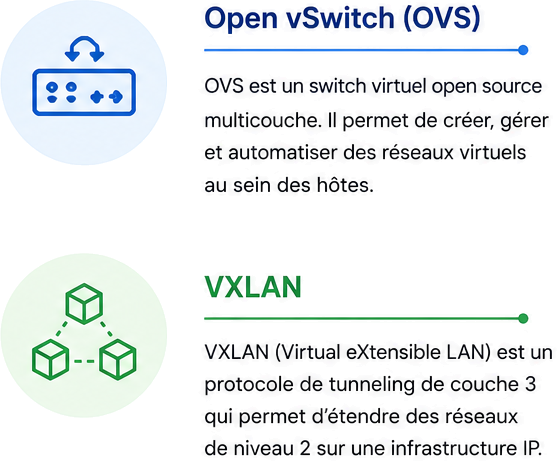 Open vSwitch (OVS)
OVS est un switch virtuel open source
multicouche. Il permet de créer, gérer
et automatiser des réseaux virtuels
au sein des hôtes.
VXLAN
VXLAN (Virtual eXtensible LAN) est un
protocole de tunneling de couche 3
qui permet d’étendre des réseaux
de niveau 2 sur une infrastructure IP.